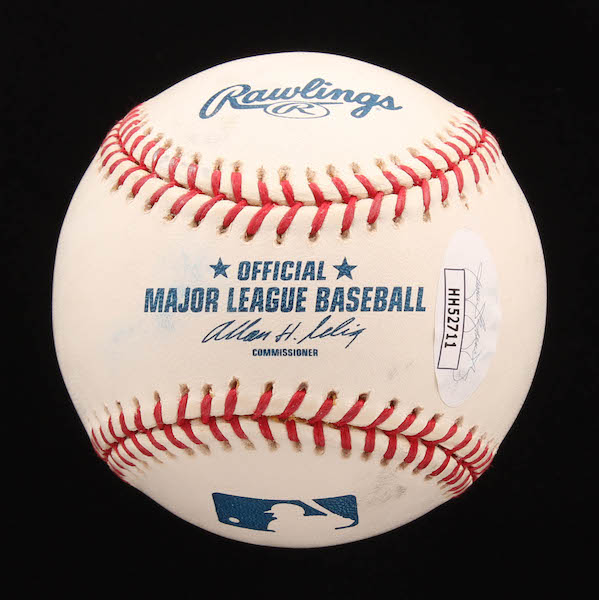 Rawlings
R
★ OFFICIAL ★
MAJOR LEAGUE BASEBALL
Allan H. Selig
COMMISSIONER
HH52711